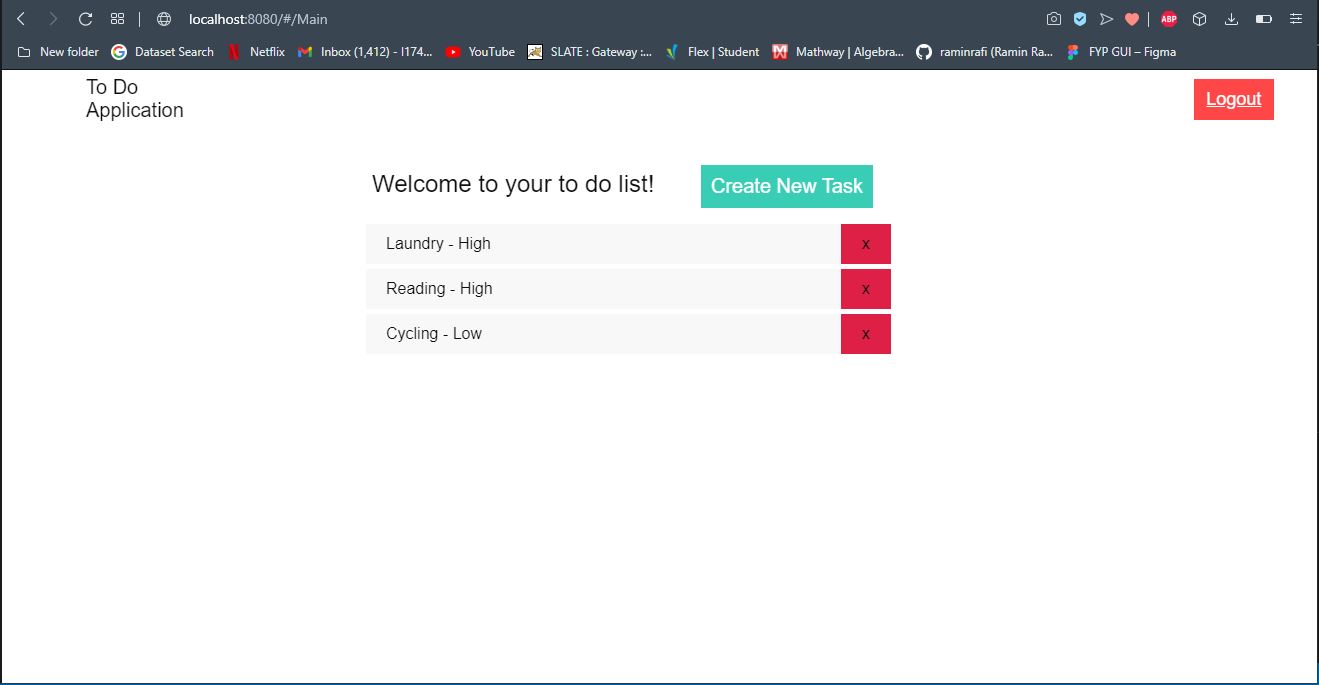 localhost:8080/#/Main
ABP
New folder
Dataset Search
Netflix
Inbox (1,412) - I174...
YouTube
SLATE : Gateway :...
Flex | Student
Mathway | Algebra...
raminrafi (Ramin Ra...
FYP GUI – Figma
To Do
Application
Logout
Welcome to your to do list!
Create New Task
Laundry - High
x
Reading - High
x
Cycling - Low
x